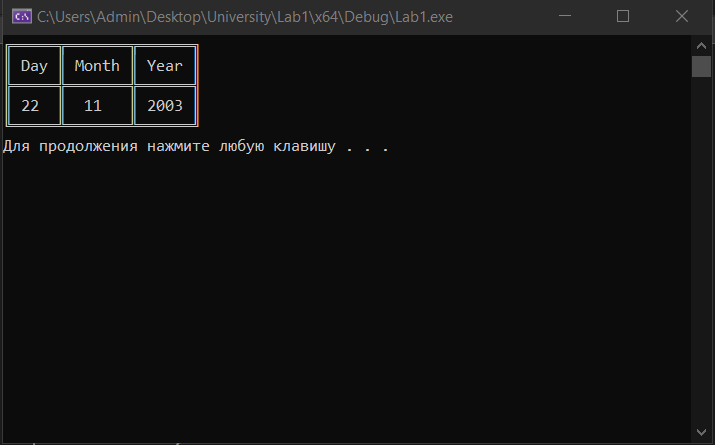 C:\Users\Admin\Desktop\University\Lab1\x64\Debug\Lab1.exe
Day Month Year
22 11 2003
Для продолжения нажмите любую клавишу . . .